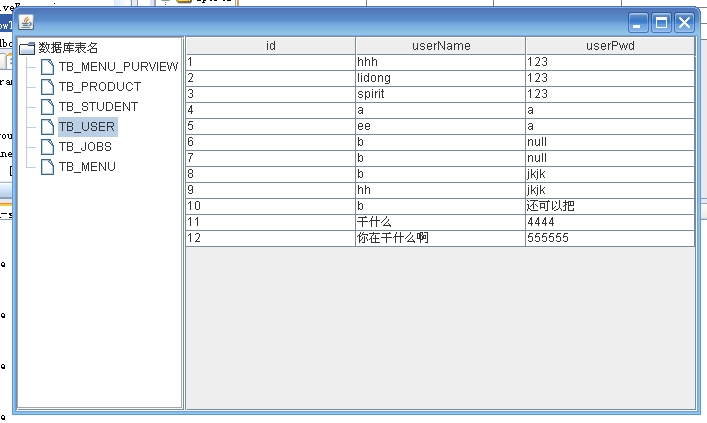 数据库表名
TB_MENU_PURVIEW
TB_PRODUCT
TB_STUDENT
TB_USER
TB_JOBS
TB_MENU
id userName userPwd
1 hhh 123
2 lidong 123
3 spirit 123
4 a a
5 ee a
6 b null
7 b null
8 b jkjk
9 hh jkjk
10 b 还可以把
11 干什么 4444
12 你在干什么啊 555555